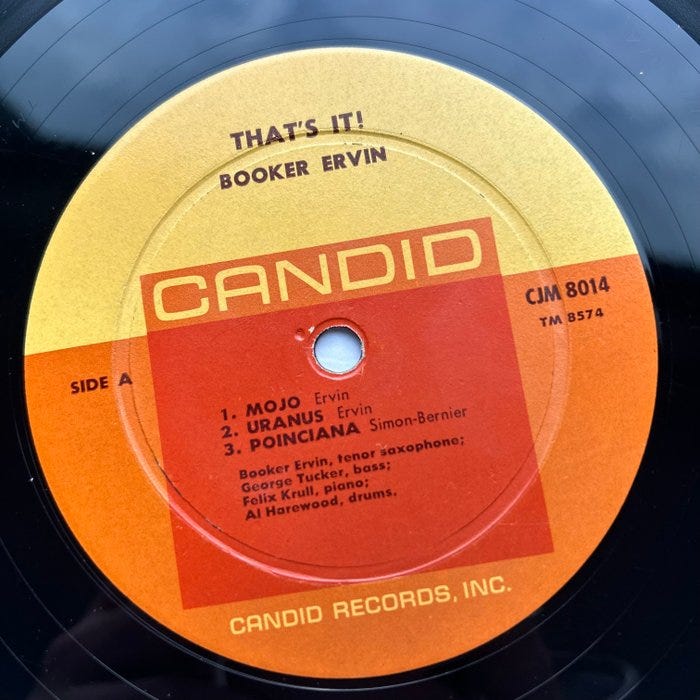 THAT'S IT!
BOOKER ERVIN
CANDID
CJM 8014
TM 8574
SIDE A
1. MOJO Ervin
2. URANUS Ervin
3. POINCIANA Simon-Bernier
Booker Ervin, tenor saxophone;
George Tucker, bass;
Felix Krull, piano;
Al Harewood, drums.
CANDID RECORDS, INC.